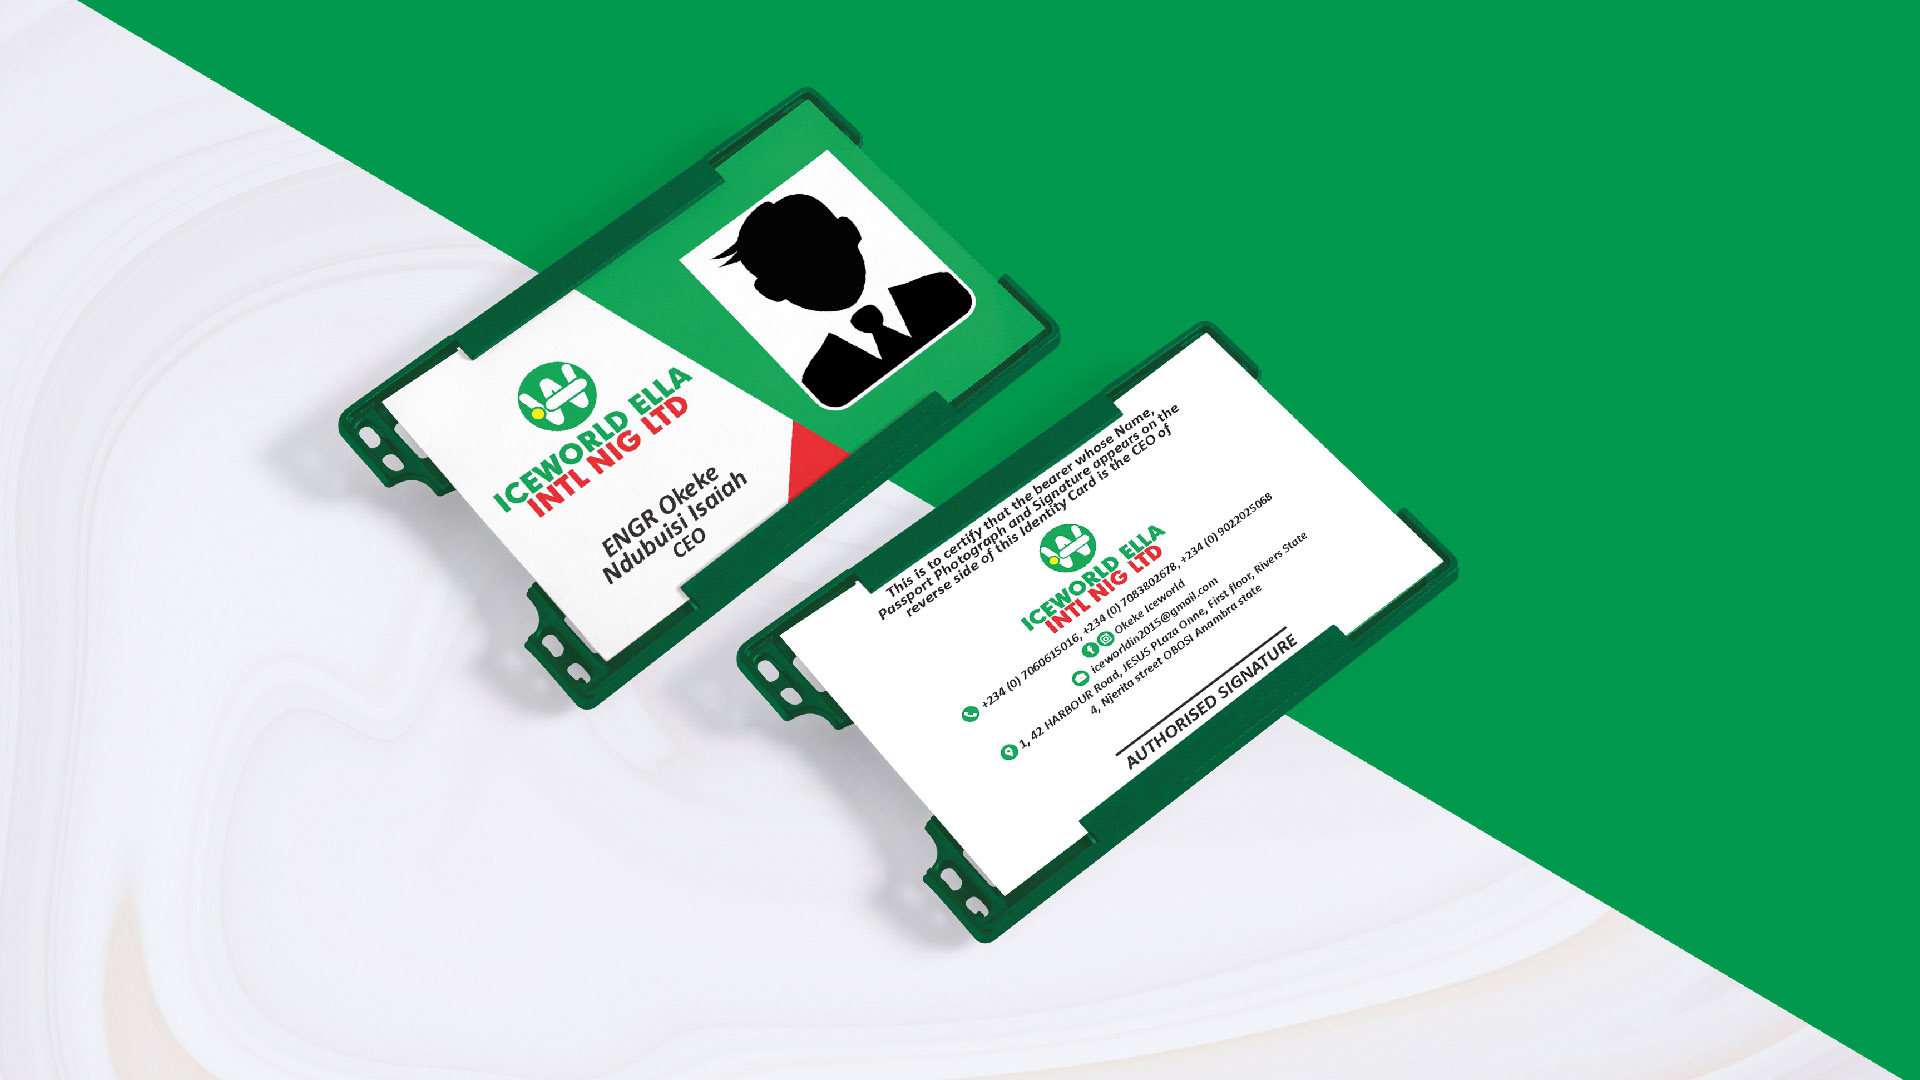 ICEWORLD ELLA
INTL NIG LTD
ENGR Okeke
Ndubuisi Isaiah
CEO
This is to certify that the bearer whose Name,
Passport Photograph and Signature appears on the
reverse side of this Identity Card is the CEO of
ICEWORLD ELLA
INTL NIG LTD
+234 (0) 7060615016, +234 (0) 7083802678, +234 (0) 9022025068
Okeke Iceworld
iceworldin2015@gmail.com
1, 42 HARBOUR Road, JESUS PLaza Onne, First floor, Rivers State
4, Njerita street OBOSI Anambra state
AUTHORISED SIGNATURE